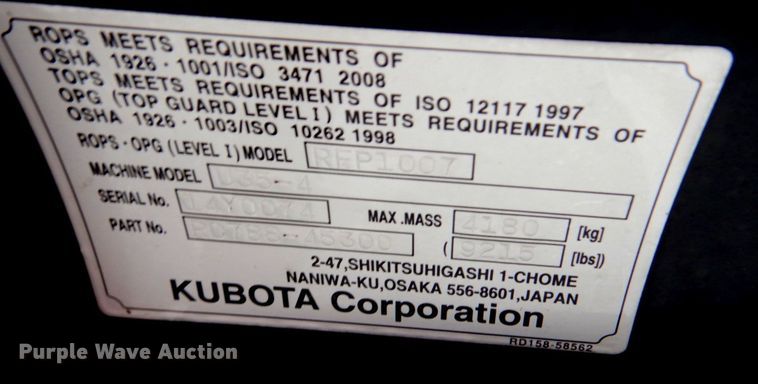 ROPS MEETS REQUIREMENTS OF
OSHA 1926・1001/ISO 3471 2008
TOPS MEETS REQUIREMENTS OF ISO 12117 1997
OPG (TOP GUARD LEVEL I) MEETS REQUIREMENTS OF
OSHA 1926・1003/ISO 10262 1998
ROPS・OPG (LEVEL I) MODEL REP1007
MACHINE MODEL U35-4
SERIAL No. MAX .MASS 4180 [kg]
PART No. ( 9215 [lbs])
2-47,SHIKITSUHIGASHI 1-CHOME
NANIWA-KU,OSAKA 556-8601,JAPAN
KUBOTA Corporation
RD158-58562
Purple Wave Auction